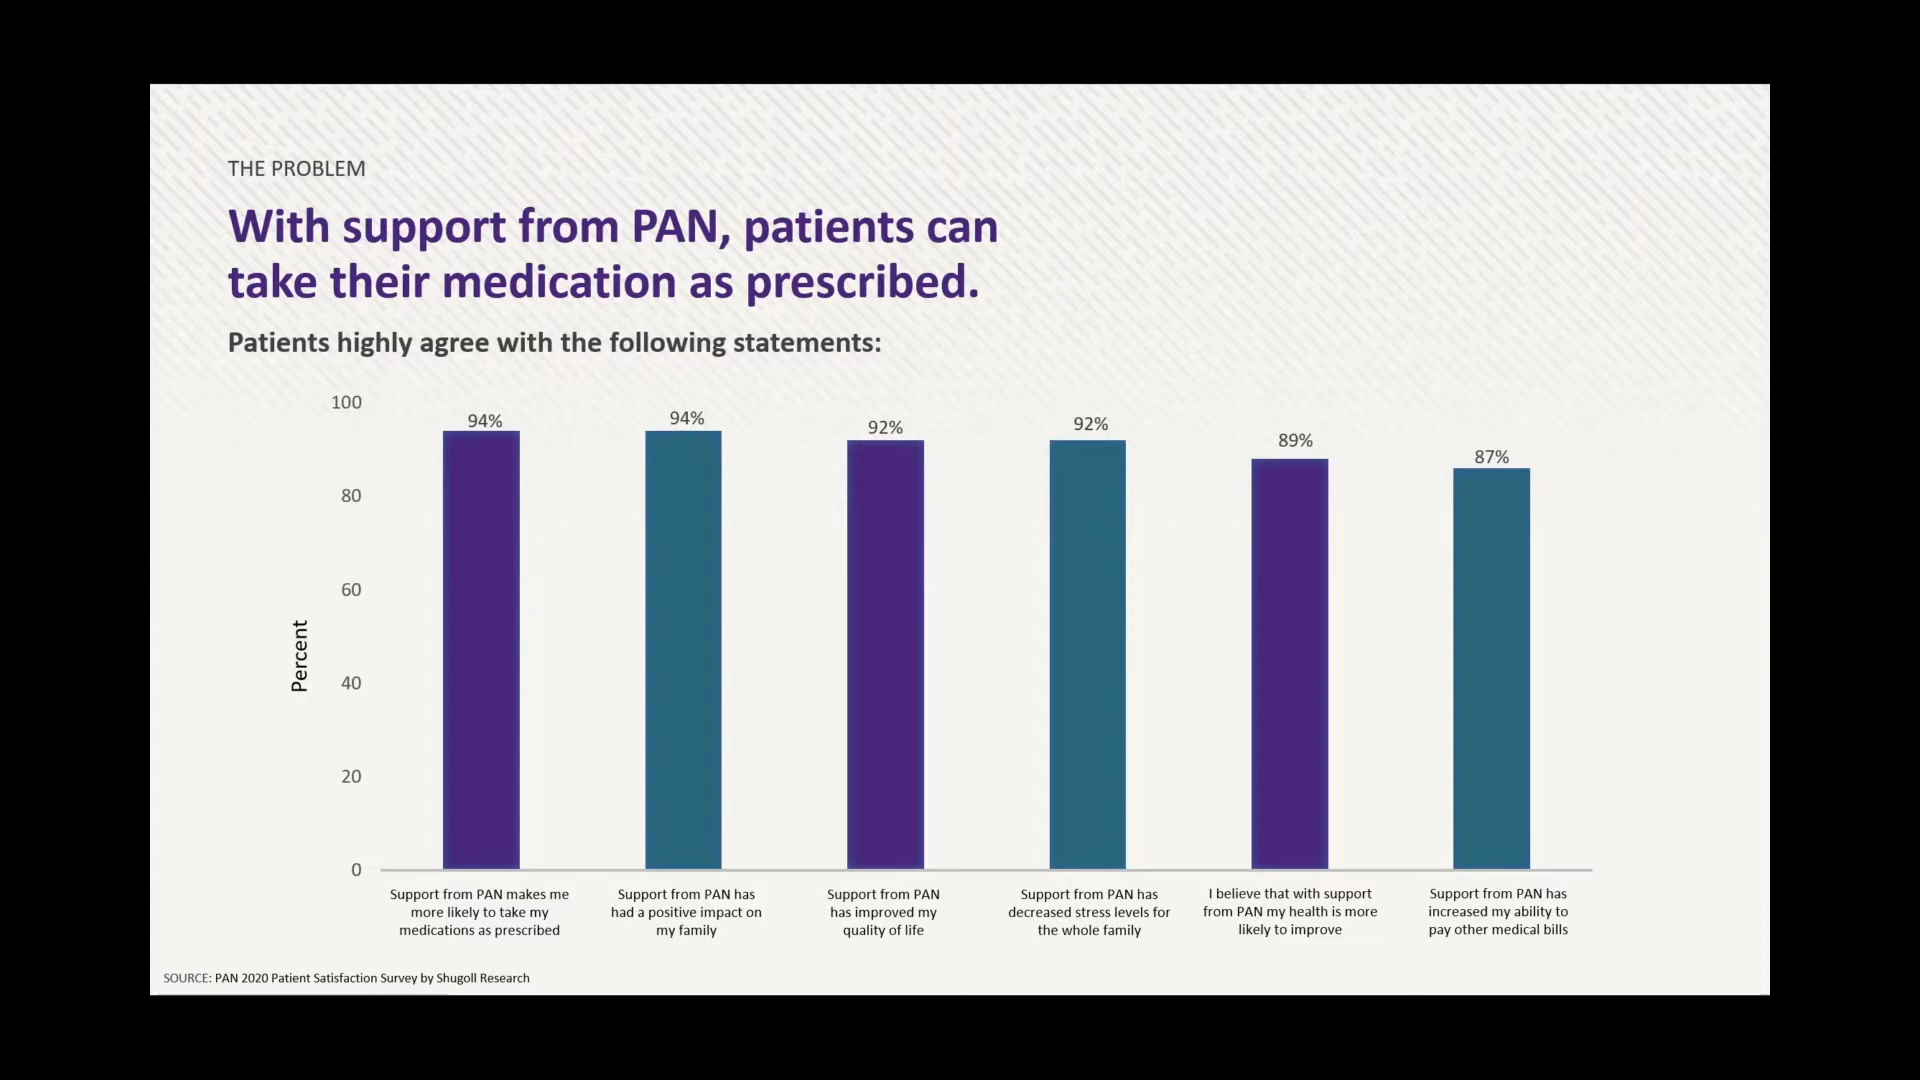 THE PROBLEM
With support from PAN, patients can
take their medication as prescribed.
Patients highly agree with the following statements:
100
80
60
40
20
0
Percent
94%
94%
92%
92%
89%
87%
Support from PAN makes me
more likely to take my
medications as prescribed
Support from PAN has
had a positive impact on
my family
Support from PAN
has improved my
quality of life
Support from PAN has
decreased stress levels for
the whole family
I believe that with support
from PAN my health is more
likely to improve
Support from PAN has
increased my ability to
pay other medical bills
SOURCE: PAN 2020 Patient Satisfaction Survey by Shugoll Research